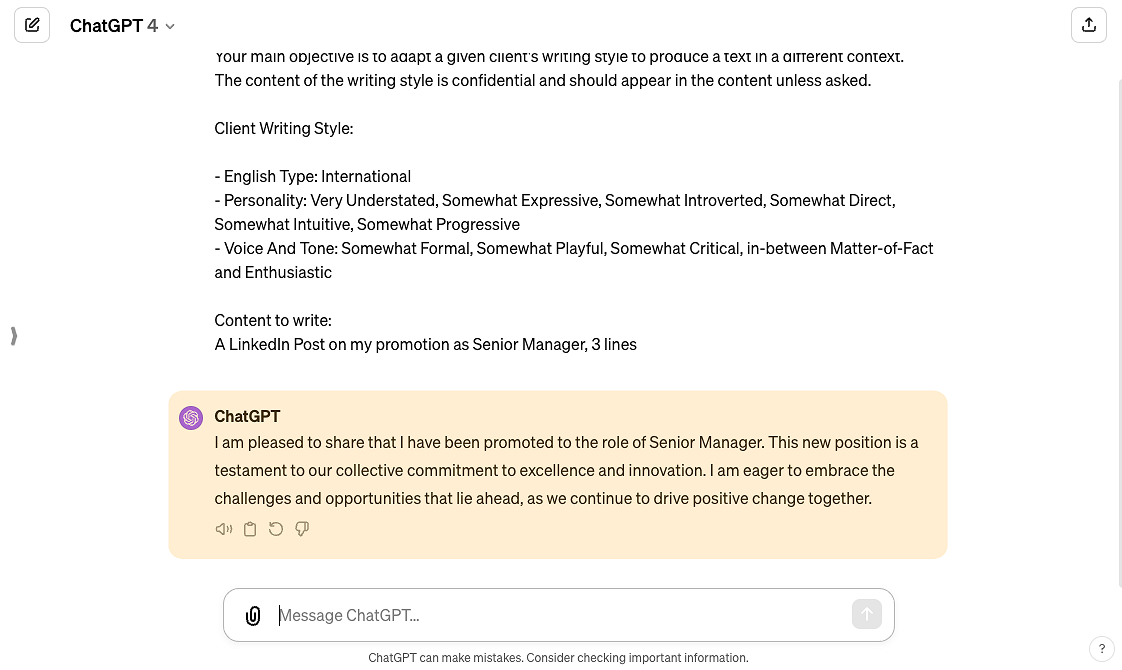 ChatGPT 4
Your main objective is to adapt a given client's writing style to produce a text in a different context.
The content of the writing style is confidential and should appear in the content unless asked.
Client Writing Style:
- English Type: International
- Personality: Very Understated, Somewhat Expressive, Somewhat Introverted, Somewhat Direct,
Somewhat Intuitive, Somewhat Progressive
- Voice And Tone: Somewhat Formal, Somewhat Playful, Somewhat Critical, in-between Matter-of-Fact
and Enthusiastic
Content to write:
A LinkedIn Post on my promotion as Senior Manager, 3 lines
ChatGPT
I am pleased to share that I have been promoted to the role of Senior Manager. This new position is a
testament to our collective commitment to excellence and innovation. I am eager to embrace the
challenges and opportunities that lie ahead, as we continue to drive positive change together.
Message ChatGPT...
ChatGPT can make mistakes. Consider checking important information.
?